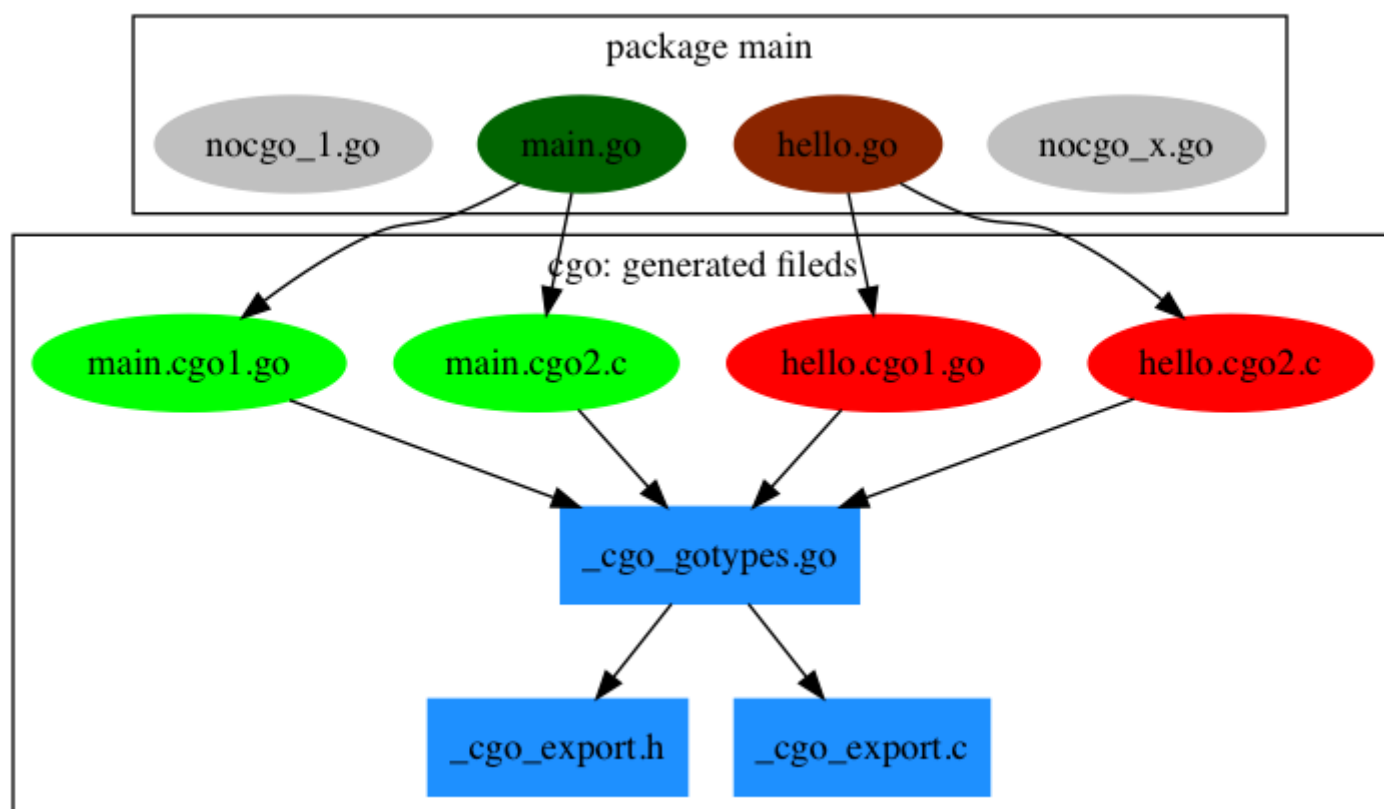 package main
nocgo_1.go
main.go
hello.go
nocgo_x.go
cgo: generated fileds
main.cgo1.go
main.cgo2.c
hello.cgo1.go
hello.cgo2.c
_cgo_gotypes.go
_cgo_export.h
_cgo_export.c